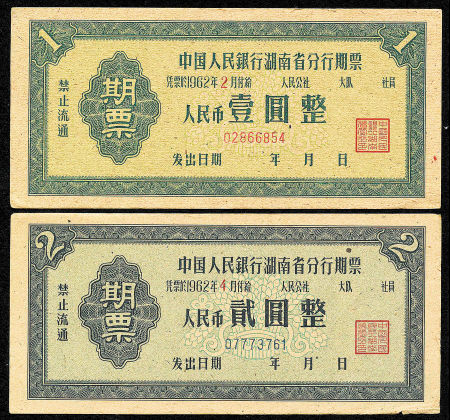 1 1
中国人民银行湖南省分行期票
凭票於1962年2月付给 人民公社 大队 社员
禁止流通
期票
人民币壹圆整
02866854
发出日期 年 月 日
2 2
中国人民银行湖南省分行期票
凭票於1962年4月付给 人民公社 大队 社员
禁止流通
期票
人民币贰圆整
07773761
发出日期 年 月 日